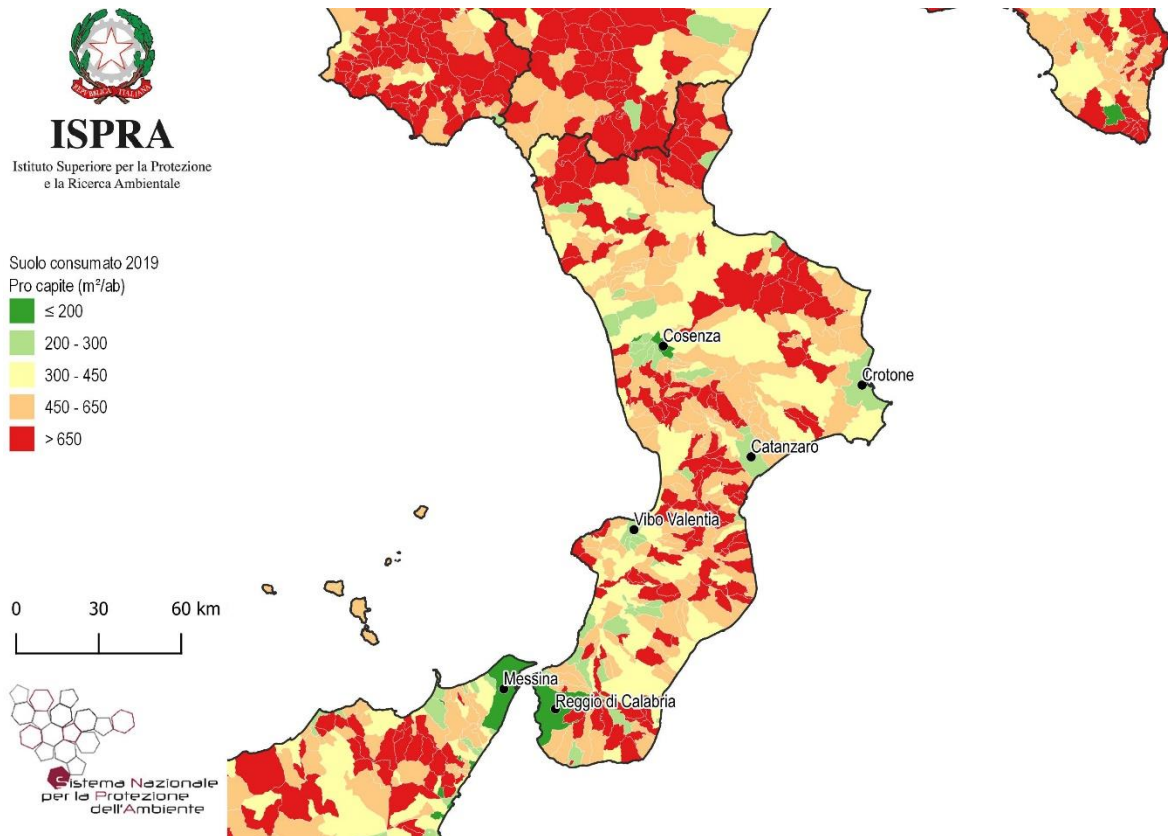 REPVBBLICA ITALIANA
ISPRA
Istituto Superiore per la Protezione
e la Ricerca Ambientale
Suolo consumato 2019
Pro capite (m²/ab)
≤ 200
200 - 300
300 - 450
450 - 650
> 650
Cosenza
Crotone
Catanzaro
Vibo Valentia
0 30 60 km
Messina
Reggio di Calabria
Sistema Nazionale
per la Protezione
dell'Ambiente